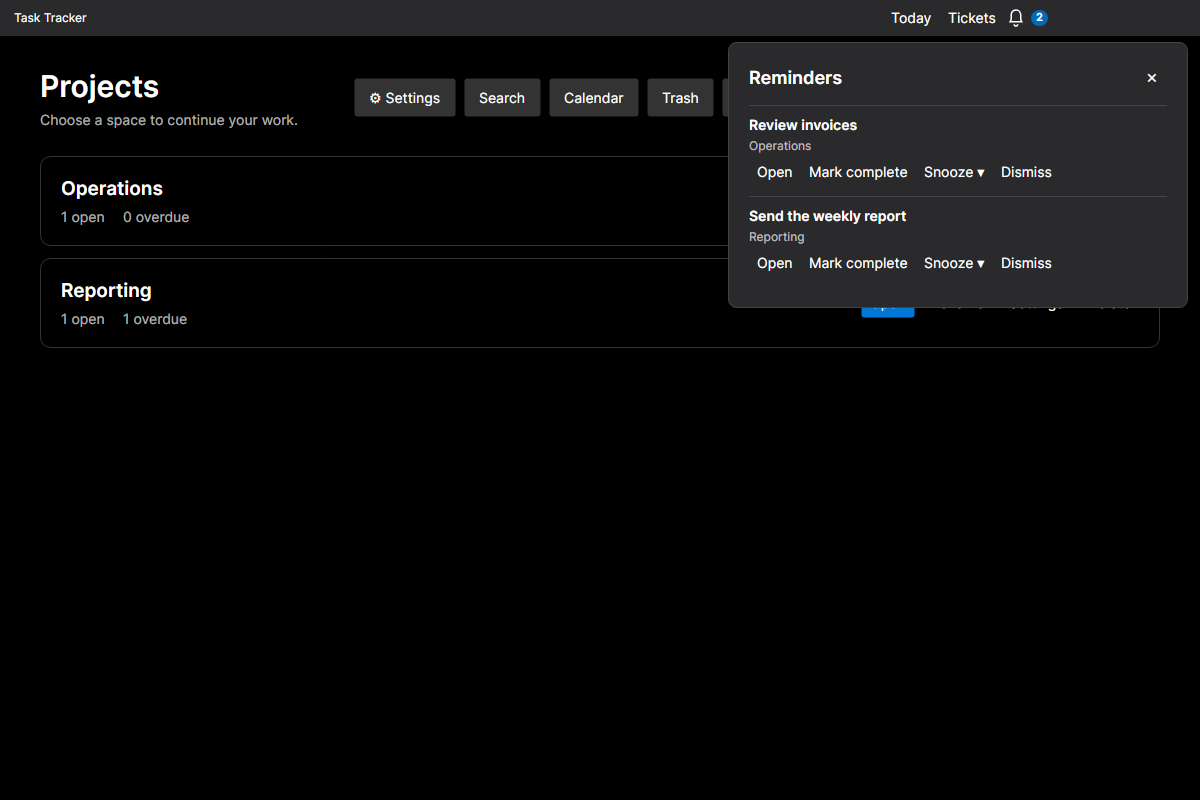 Task Tracker
Today Tickets 2
Projects
Choose a space to continue your work.
⚙ Settings Search Calendar Trash
Reminders ×
Review invoices
Operations
Open Mark complete Snooze ▾ Dismiss
Send the weekly report
Reporting
Open Mark complete Snooze ▾ Dismiss
Operations
1 open 0 overdue
Reporting
1 open 1 overdue